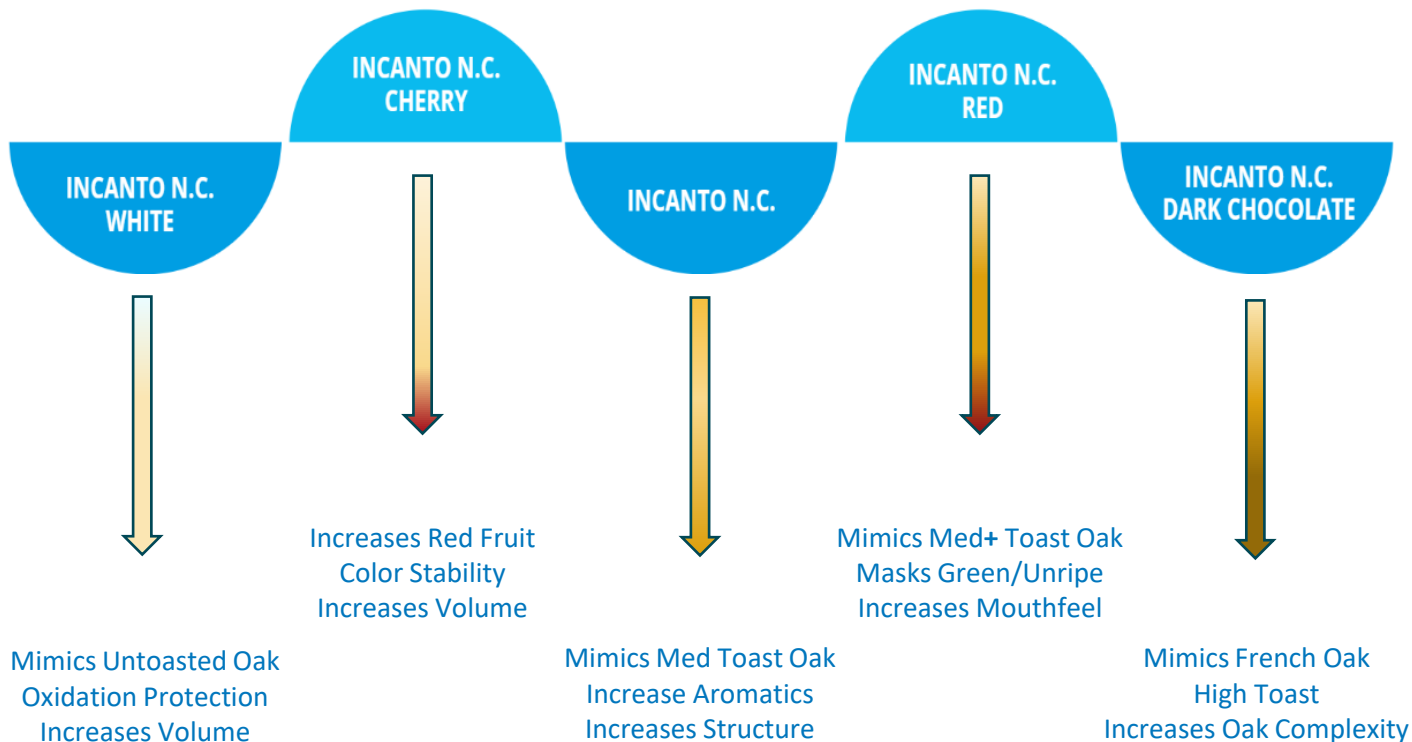 INCANTO N.C.
WHITE
INCANTO N.C.
CHERRY
INCANTO N.C.
INCANTO N.C.
RED
INCANTO N.C.
DARK CHOCOLATE
Mimics Untoasted Oak
Oxidation Protection
Increases Volume
Increases Red Fruit
Color Stability
Increases Volume
Mimics Med Toast Oak
Increase Aromatics
Increases Structure
Mimics Med+ Toast Oak
Masks Green/Unripe
Increases Mouthfeel
Mimics French Oak
High Toast
Increases Oak Complexity